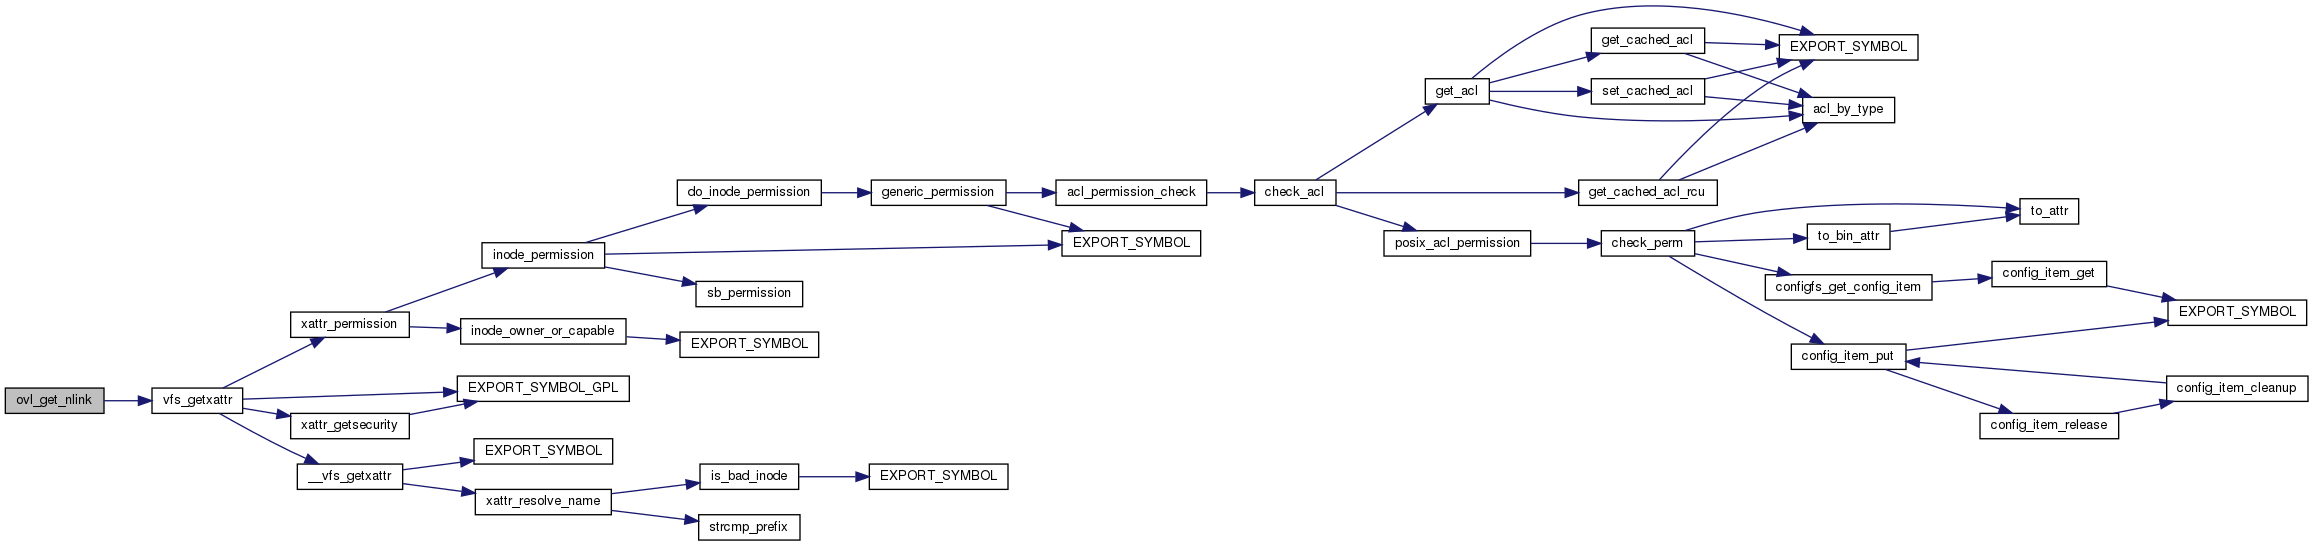 ovl_get_nlink
vfs_getxattr
xattr_permission
EXPORT_SYMBOL_GPL
xattr_getsecurity
__vfs_getxattr
inode_permission
inode_owner_or_capable
EXPORT_SYMBOL
xattr_resolve_name
do_inode_permission
sb_permission
EXPORT_SYMBOL
is_bad_inode
strcmp_prefix
generic_permission
EXPORT_SYMBOL
acl_permission_check
EXPORT_SYMBOL
check_acl
get_acl
get_cached_acl_rcu
posix_acl_permission
get_cached_acl
set_cached_acl
EXPORT_SYMBOL
acl_by_type
check_perm
to_attr
to_bin_attr
configfs_get_config_item
config_item_get
EXPORT_SYMBOL
config_item_put
config_item_cleanup
config_item_release